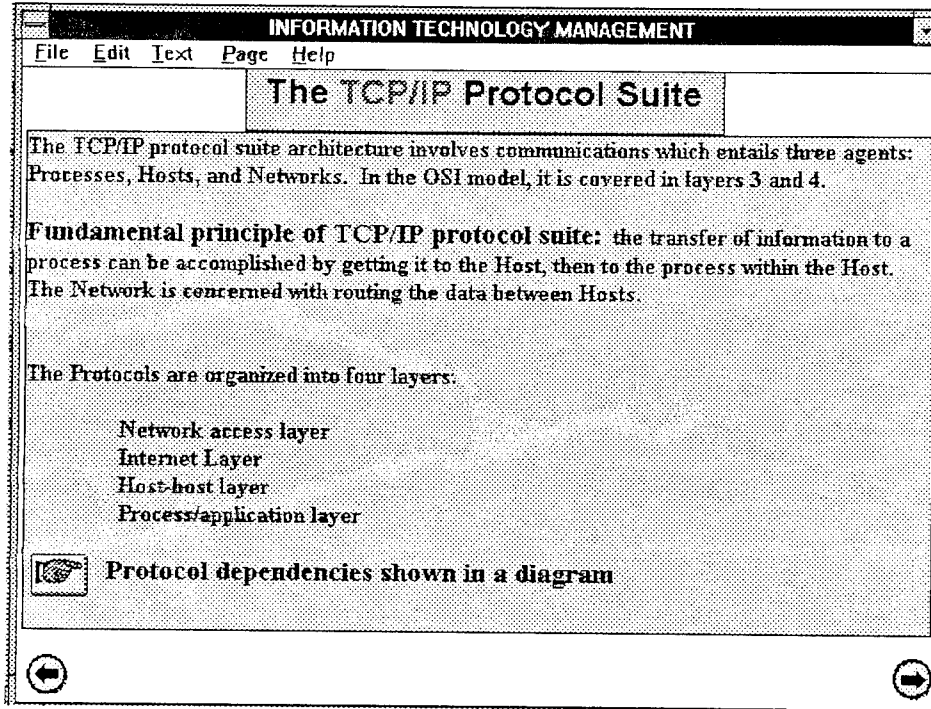 INFORMATION TECHNOLOGY MANAGEMENT
File Edit Text Page Help
The TCP/IP Protocol Suite
The TCP/IP protocol suite architecture involves communications which entails three agents:
Processes, Hosts, and Networks. In the OSI model, it is covered in layers 3 and 4.
Fundamental principle of TCP/IP protocol suite: the transfer of information to a
process can be accomplished by getting it to the Host, then to the process within the Host.
The Network is concerned with routing the data between Hosts.
The Protocols are organized into four layers:
Network access layer
Internet Layer
Host-host layer
Process/application layer
Protocol dependencies shown in a diagram